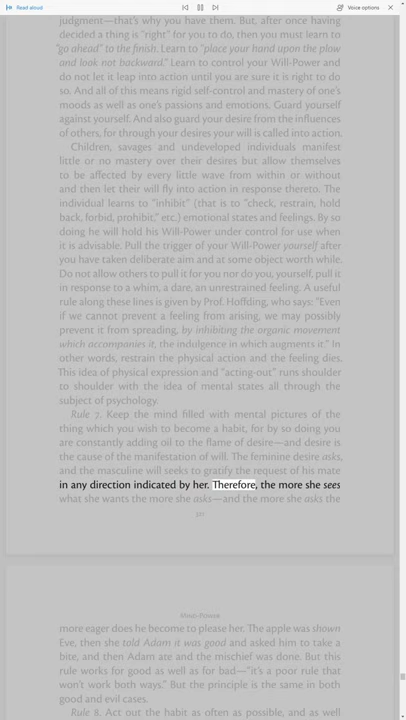 Read aloud
Voice options
judgment—that's why you have them. But, after once having
decided a thing is "right" for you to do, then you must learn to
"go ahead" to the finish. Learn to "place your hand upon the plow
and look not backward." Learn to control your Will-Power and
do not let it leap into action until you are sure it is right to do
so. And all of this means rigid self-control and mastery of one's
moods as well as one's passions and emotions. Guard yourself
against yourself. And also guard your desire from the influences
of others, for through your desires your will is called into action.
Children, savages and undeveloped individuals manifest
little or no mastery over their desires but allow themselves
to be affected by every little wave from within or without
and then let their will fly into action in response thereto. The
individual learns to "inhibit" (that is to "check, restrain, hold
back, forbid, prohibit," etc.) emotional states and feelings. By so
doing he will hold his Will-Power under control for use when
it is advisable. Pull the trigger of your Will-Power yourself after
you have taken deliberate aim and at some object worth while.
Do not allow others to pull it for you nor do you, yourself, pull it
in response to a whim, a dare, an unrestrained feeling. A useful
rule along these lines is given by Prof. Hoffding, who says: "Even
if we cannot prevent a feeling from arising, we may possibly
prevent it from spreading, by inhibiting the organic movement
which accompanies it, the indulgence in which augments it." In
other words, restrain the physical action and the feeling dies.
This idea of physical expression and "acting-out" runs shoulder
to shoulder with the idea of mental states all through the
subject of psychology.
Rule 7. Keep the mind filled with mental pictures of the
thing which you wish to become a habit, for by so doing you
are constantly adding oil to the flame of desire—and desire is
the cause of the manifestation of will. The feminine desire asks,
and the masculine will seeks to gratify the request of his mate
in any direction indicated by her. Therefore, the more she sees
what she wants the more she asks—and the more she asks the
Mind-Power
more eager does he become to please her. The apple was shown
Eve, then she told Adam it was good and asked him to take a
bite, and then Adam ate and the mischief was done. But this
rule works for good as well as for bad—"it's a poor rule that
won't work both ways." But the principle is the same in both
good and evil cases.
Rule 8. Act out the habit as often as possible, and as well